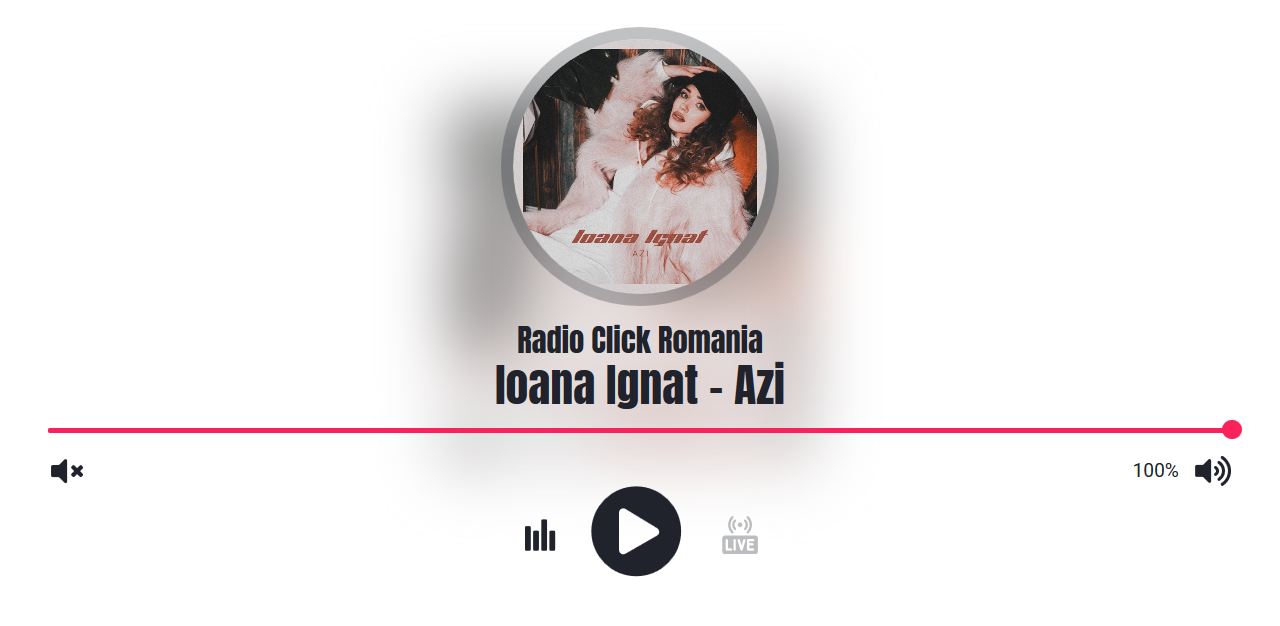 Ioana Ignat
AZI
Radio Click Romania
Ioana Ignat - Azi
100%
LIVE